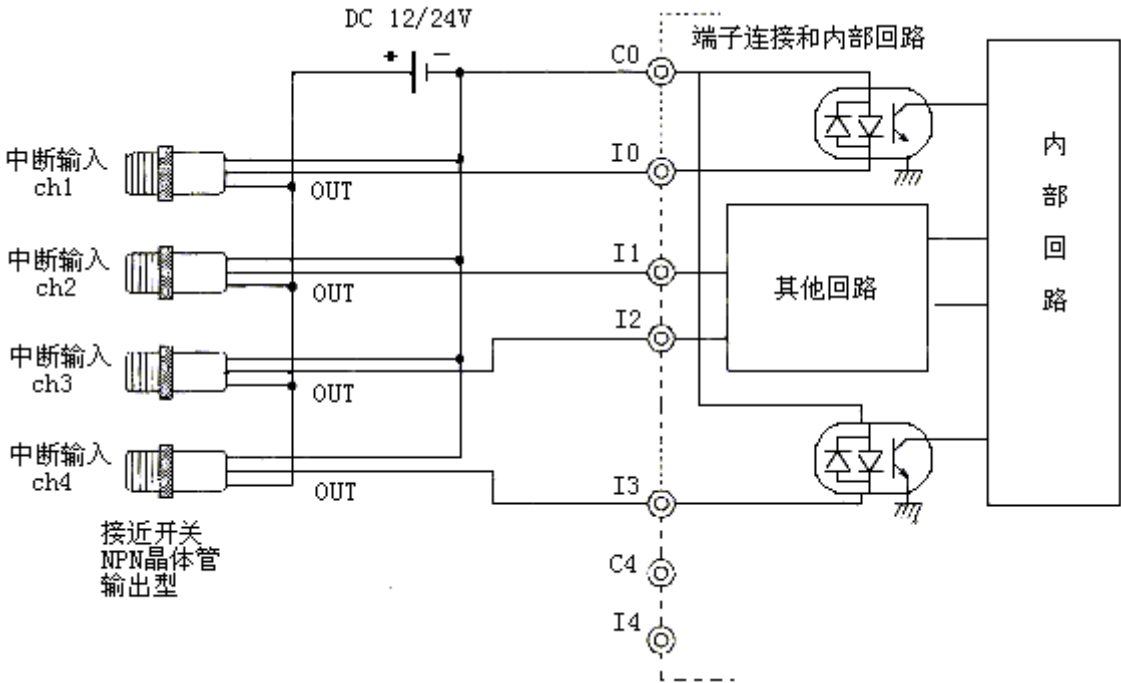 DC 12/24V
+ −
端子连接和内部回路
C0
中断输入
ch1
OUT
I0
内部回路
中断输入
ch2
OUT
I1
其他回路
I2
中断输入
ch3
OUT
中断输入
ch4
OUT
I3
接近开关
NPN晶体管
输出型
C4
I4